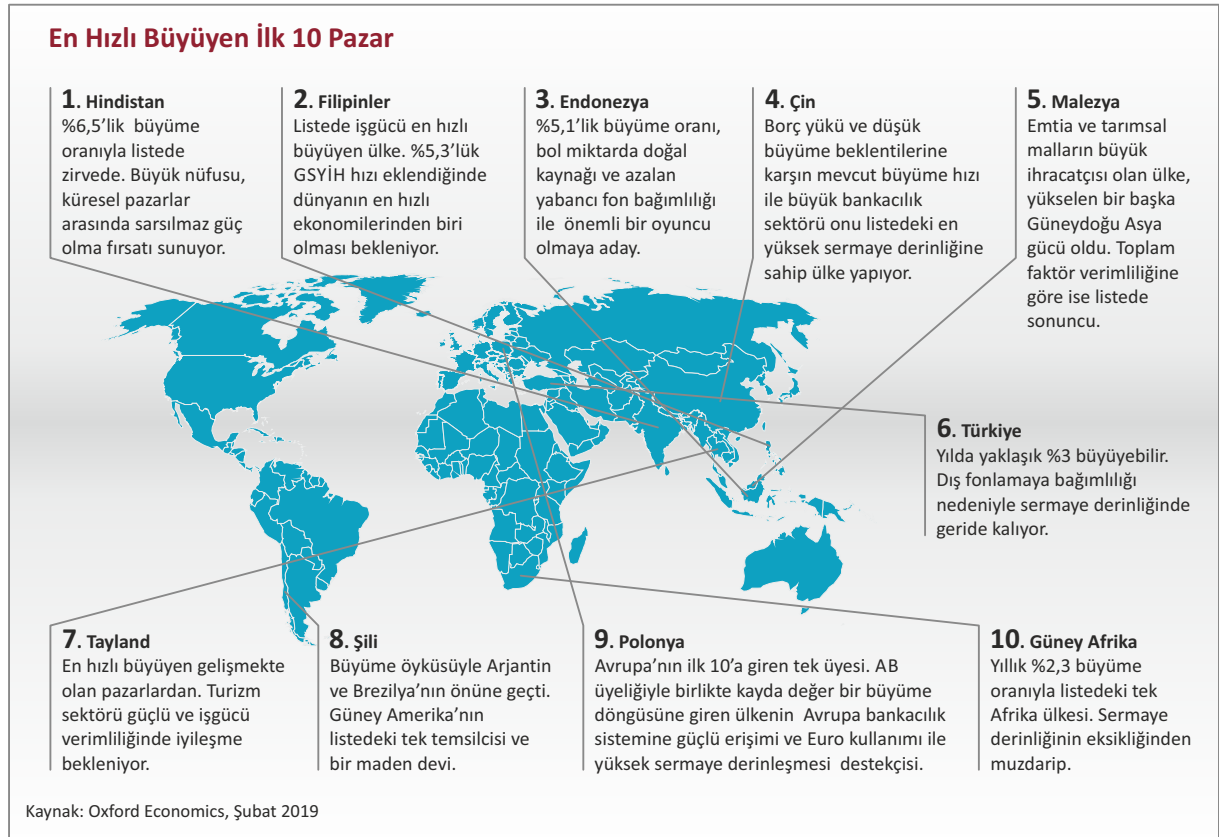 En Hızlı Büyüyen İlk 10 Pazar
1. Hindistan
%6,5’lik büyüme
oranıyla listede
zirvede. Büyük nüfusu,
küresel pazarlar
arasında sarsılmaz güç
olma fırsatı sunuyor.
2. Filipinler
Listede işgücü en hızlı
büyüyen ülke. %5,3’lük
GSYİH hızı eklendiğinde
dünyanın en hızlı
ekonomilerinden biri
olması bekleniyor.
3. Endonezya
%5,1’lik büyüme oranı,
bol miktarda doğal
kaynağı ve azalan
yabancı fon bağımlılığı
ile önemli bir oyuncu
olmaya aday.
4. Çin
Borç yükü ve düşük
büyüme beklentilerine
karşın mevcut büyüme hızı
ile büyük bankacılık
sektörü onu listedeki en
yüksek sermaye derinliğine
sahip ülke yapıyor.
5. Malezya
Emtia ve tarımsal
malların büyük
ihracatçısı olan ülke,
yükselen bir başka
Güneydoğu Asya
gücü oldu. Toplam
faktör verimliliğine
göre ise listede
sonuncu.
6. Türkiye
Yılda yaklaşık %3 büyüyebilir.
Dış fonlamaya bağımlılığı
nedeniyle sermaye derinliğinde
geride kalıyor.
7. Tayland
En hızlı büyüyen gelişmekte
olan pazarlardan. Turizm
sektörü güçlü ve işgücü
verimliliğinde iyileşme
bekleniyor.
8. Şili
Büyüme öyküsüyle Arjantin
ve Brezilya’nın önüne geçti.
Güney Amerika’nın
listedeki tek temsilcisi ve
bir maden devi.
9. Polonya
Avrupa’nın ilk 10’a giren tek üyesi. AB
üyeliğiyle birlikte kayda değer bir büyüme
döngüsüne giren ülkenin Avrupa bankacılık
sistemine güçlü erişimi ve Euro kullanımı ile
yüksek sermaye derinleşmesi destekçisi.
10. Güney Afrika
Yıllık %2,3 büyüme
oranıyla listedeki tek
Afrika ülkesi. Sermaye
derinliğinin eksikliğinden
muzdarip.
Kaynak: Oxford Economics, Şubat 2019